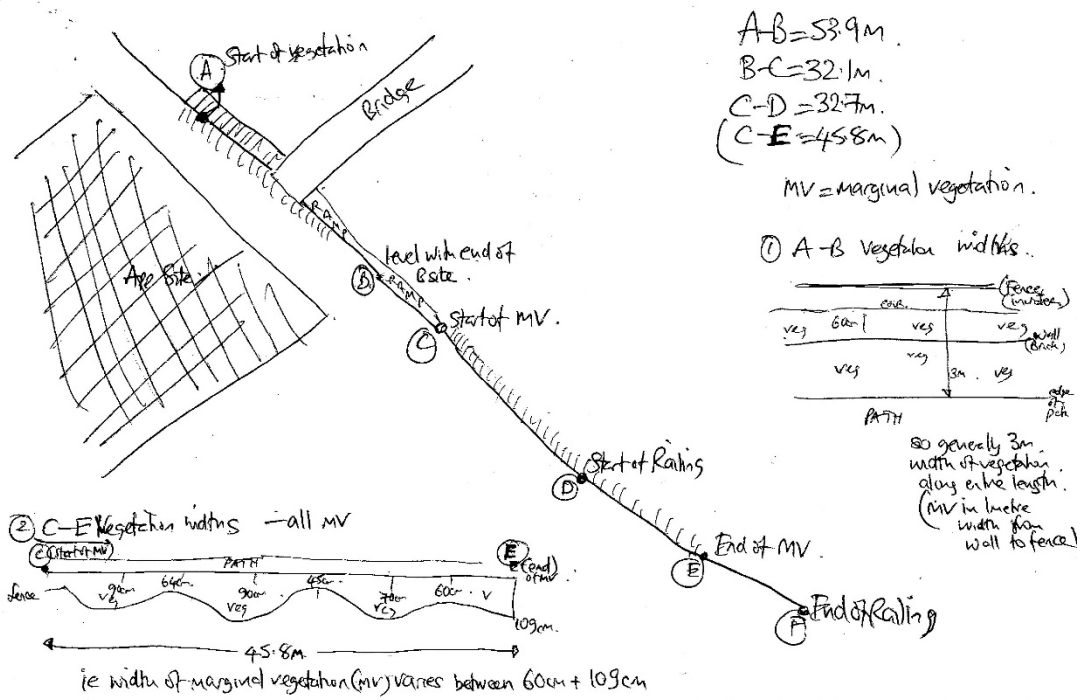 A-B=53.9m.
B-C=32.1m.
C-D=32.7m.
(C-E=45.8m)
MV=marginal vegetation.
A Start of vegetation
Bridge
RAMP
App Site
B level with end of
site.
RAMP
C Start of MV.
Start of Railing
D
End of MV.
E
End of Railing
F
① A-B vegetation widths.
Fence
veg 60cm veg veg wall
(Brick)
veg veg veg
3m
edge
of
path
PATH
so generally 3m
width of vegetation
along entire length.
(MV in 1metre
width from
wall to fence)
② C-E Vegetation widths - all MV
C (Start of MV) PATH E (end)
of MV.
fence 90cm 64cm 90cm 45cm 70cm 60cm. V
veg veg veg
109cm.
45.8m
ie width of marginal vegetation (MV) varies between 60cm + 109cm